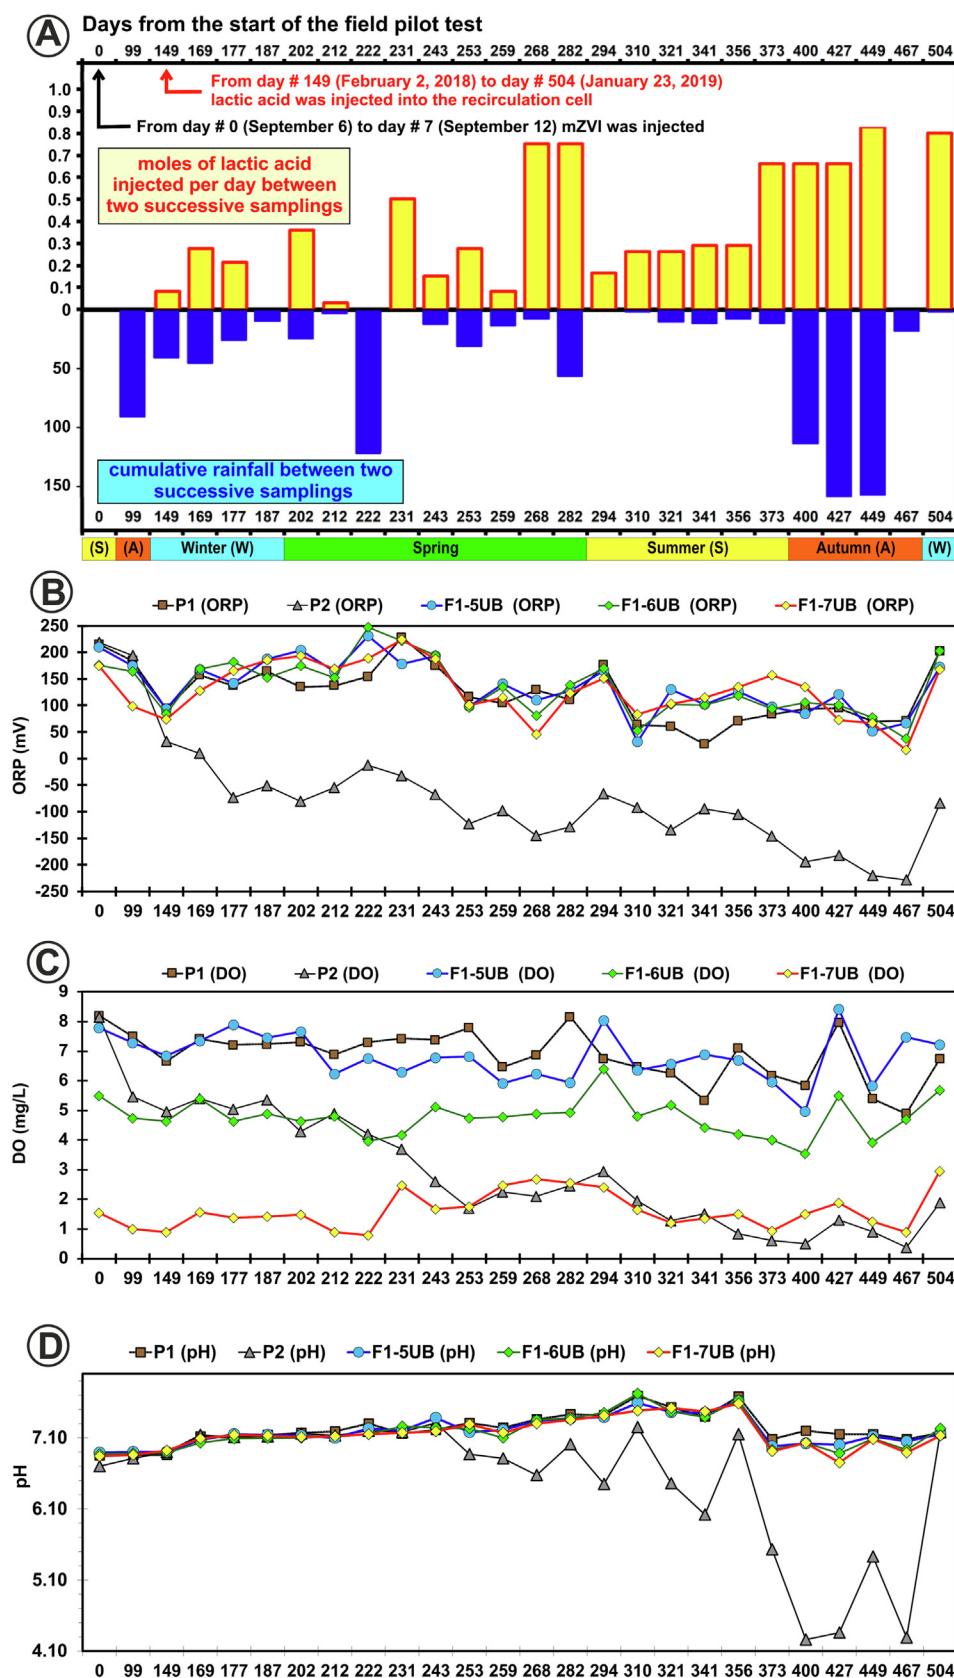 A Days from the start of the field pilot test
0 99 149 169 177 187 202 212 222 231 243 253 259 268 282 294 310 321 341 356 373 400 427 449 467 504
From day # 149 (February 2, 2018) to day # 504 (January 23, 2019)
lactic acid was injected into the recirculation cell
From day # 0 (September 6) to day # 7 (September 12) mZVI was injected
1.0
0.9
0.8
0.7
0.6
0.5
0.4
0.3
0.2
0.1
0
moles of lactic acid
injected per day between
two successive samplings
50
100
150
cumulative rainfall between two
successive samplings
0 99 149 169 177 187 202 212 222 231 243 253 259 268 282 294 310 321 341 356 373 400 427 449 467 504
(S) (A) Winter (W) Spring Summer (S) Autumn (A) (W)
B
P1 (ORP) P2 (ORP) F1-5UB (ORP) F1-6UB (ORP) F1-7UB (ORP)
ORP (mV)
250
200
150
100
50
0
-50
-100
-150
-200
-250
0 99 149 169 177 187 202 212 222 231 243 253 259 268 282 294 310 321 341 356 373 400 427 449 467 504
C
P1 (DO) P2 (DO) F1-5UB (DO) F1-6UB (DO) F1-7UB (DO)
DO (mg/L)
9
8
7
6
5
4
3
2
1
0
0 99 149 169 177 187 202 212 222 231 243 253 259 268 282 294 310 321 341 356 373 400 427 449 467 504
D
P1 (pH) P2 (pH) F1-5UB (pH) F1-6UB (pH) F1-7UB (pH)
pH
7.10
6.10
5.10
4.10
0 99 149 169 177 187 202 212 222 231 243 253 259 268 282 294 310 321 341 356 373 400 427 449 467 504